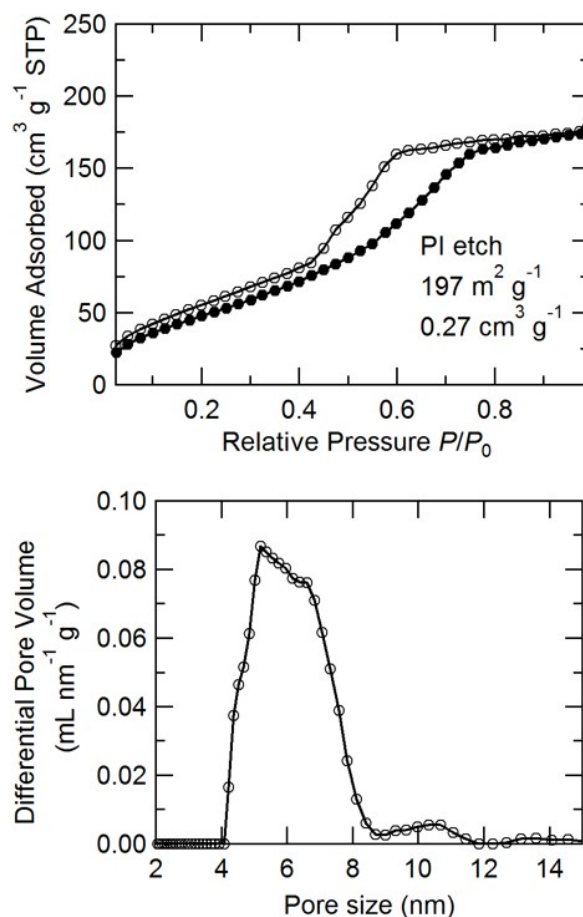 250
200
150
100
50
0
Volume Adsorbed (cm³ g⁻¹ STP)
PI etch
197 m² g⁻¹
0.27 cm³ g⁻¹
0.2 0.4 0.6 0.8
Relative Pressure P/P₀
0.10
0.08
0.06
0.04
0.02
0.00
Differential Pore Volume
(mL nm⁻¹ g⁻¹)
2 4 6 8 10 12 14
Pore size (nm)